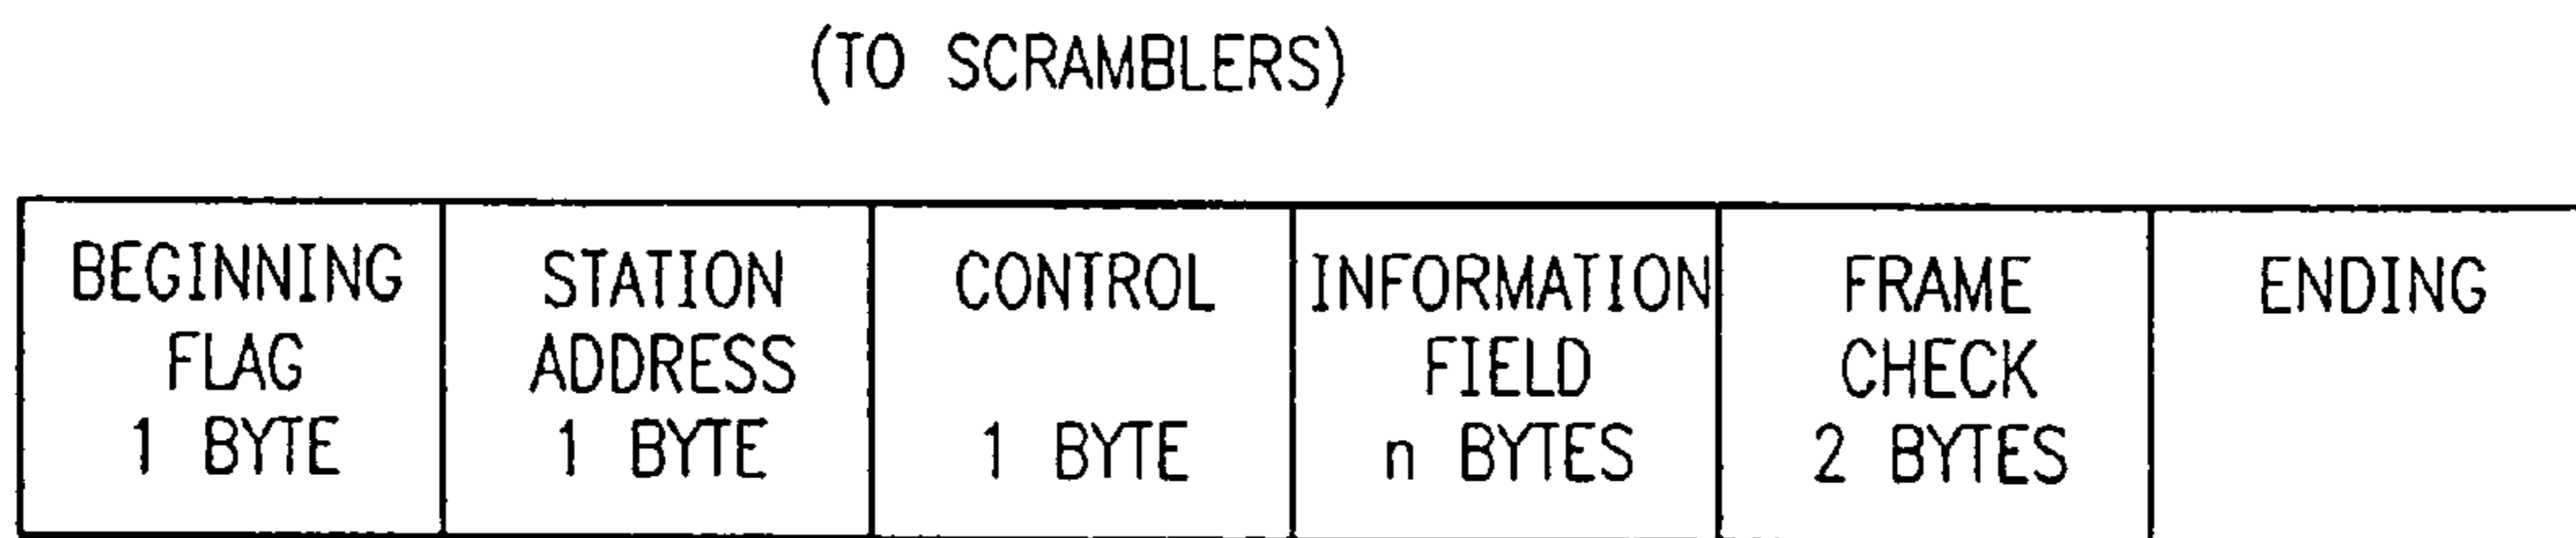 (TO SCRAMBLERS)
BEGINNING
FLAG
1 BYTE
STATION
ADDRESS
1 BYTE
CONTROL
1 BYTE
INFORMATION
FIELD
n BYTES
FRAME
CHECK
2 BYTES
ENDING